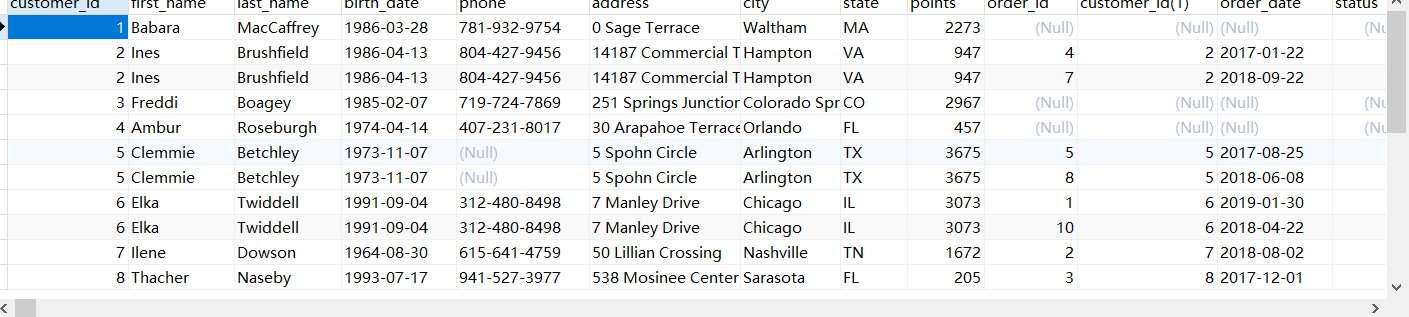 customer_id first_name last_name birth_date phone address city state points order_id customer_id(1) order_date status
1 Babara MacCaffrey 1986-03-28 781-932-9754 0 Sage Terrace Waltham MA 2273 (Null) (Null) (Null) (Nu
2 Ines Brushfield 1986-04-13 804-427-9456 14187 Commercial T Hampton VA 947 4 2 2017-01-22
2 Ines Brushfield 1986-04-13 804-427-9456 14187 Commercial T Hampton VA 947 7 2 2018-09-22
3 Freddi Boagey 1985-02-07 719-724-7869 251 Springs Junction Colorado Spr CO 2967 (Null) (Null) (Null) (Nu
4 Ambur Roseburgh 1974-04-14 407-231-8017 30 Arapahoe Terrace Orlando FL 457 (Null) (Null) (Null) (Nu
5 Clemmie Betchley 1973-11-07 (Null) 5 Spohn Circle Arlington TX 3675 5 5 2017-08-25
5 Clemmie Betchley 1973-11-07 (Null) 5 Spohn Circle Arlington TX 3675 8 5 2018-06-08
6 Elka Twiddell 1991-09-04 312-480-8498 7 Manley Drive Chicago IL 3073 1 6 2019-01-30
6 Elka Twiddell 1991-09-04 312-480-8498 7 Manley Drive Chicago IL 3073 10 6 2018-04-22
7 Ilene Dowson 1964-08-30 615-641-4759 50 Lillian Crossing Nashville TN 1672 2 7 2018-08-02
8 Thacher Naseby 1993-07-17 941-527-3977 538 Mosinee Center Sarasota FL 205 3 8 2017-12-01